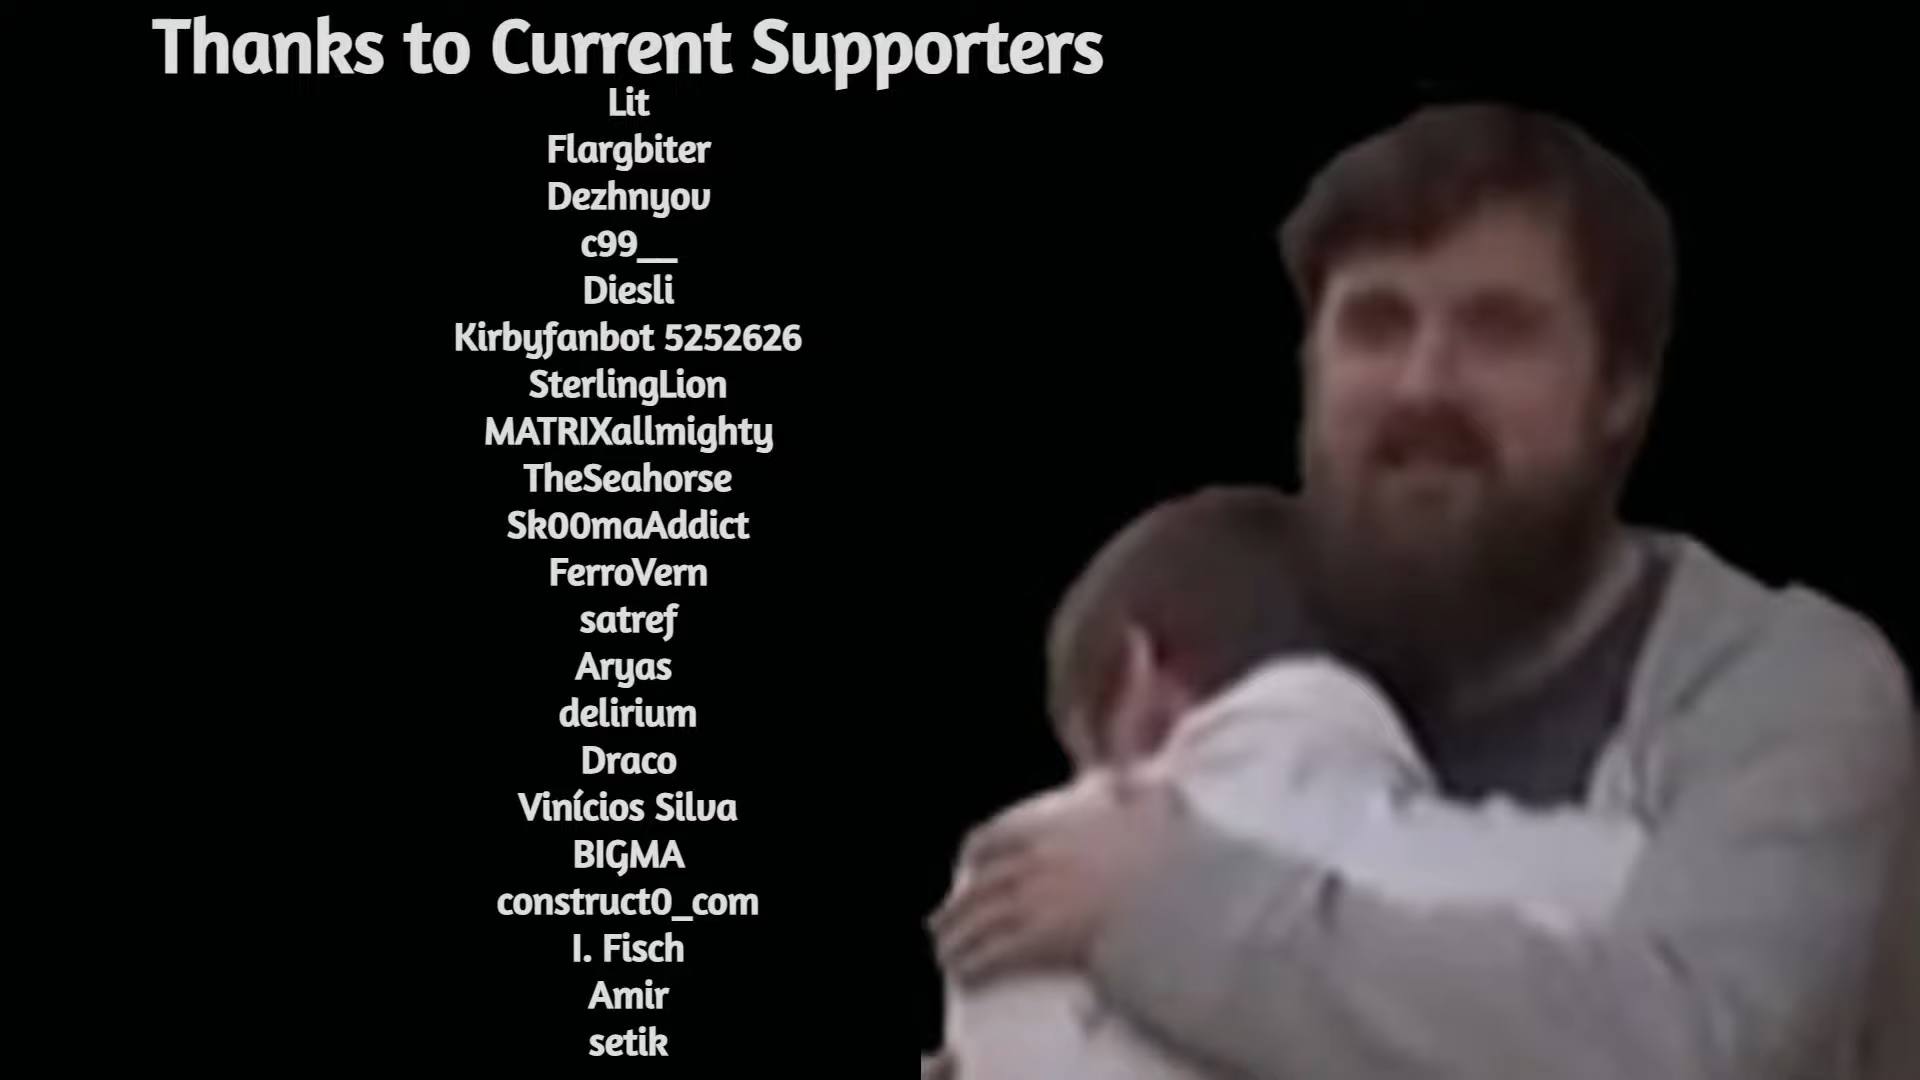 Thanks to Current Supporters
Lit
Flargbiter
Dezhnyov
c99__
Diesli
Kirbyfanbot 5252626
SterlingLion
MATRIXallmighty
TheSeahorse
Sk00maAddict
FerroVern
satref
Aryas
delirium
Draco
Vinícios Silva
BIGMA
construct0_com
I. Fisch
Amir
setik